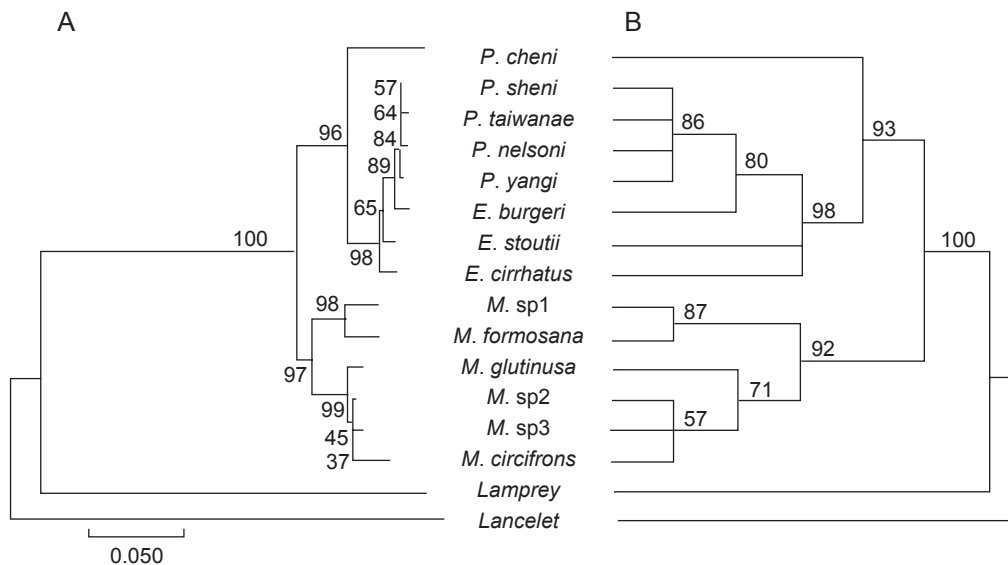 A
B
P. cheni
P. sheni
P. taiwanae
P. nelsoni
P. yangi
E. burgeri
E. stoutii
E. cirrhatus
M. sp1
M. formosana
M. glutinusa
M. sp2
M. sp3
M. circifrons
Lamprey
Lancelet
57
64
84
96
89
65
98
100
98
97
99
45
37
0.050
86
93
80
98
100
87
92
71
57